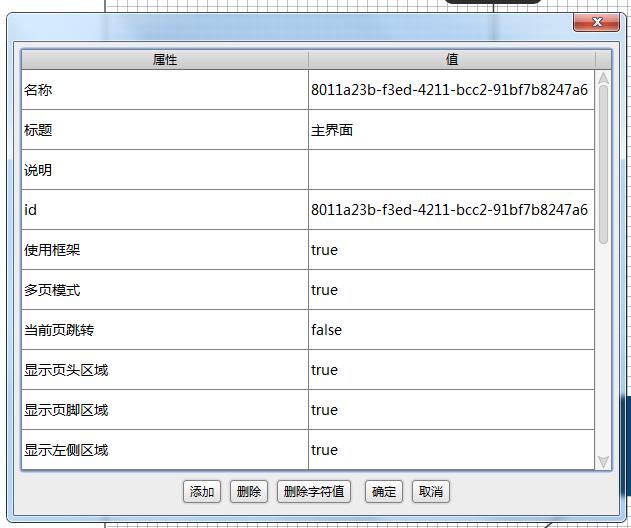 属性 值
名称 8011a23b-f3ed-4211-bcc2-91bf7b8247a6
标题 主界面
说明
id 8011a23b-f3ed-4211-bcc2-91bf7b8247a6
使用框架 true
多页模式 true
当前页跳转 false
显示页头区域 true
显示页脚区域 true
显示左侧区域 true
添加 删除 删除字符值 确定 取消